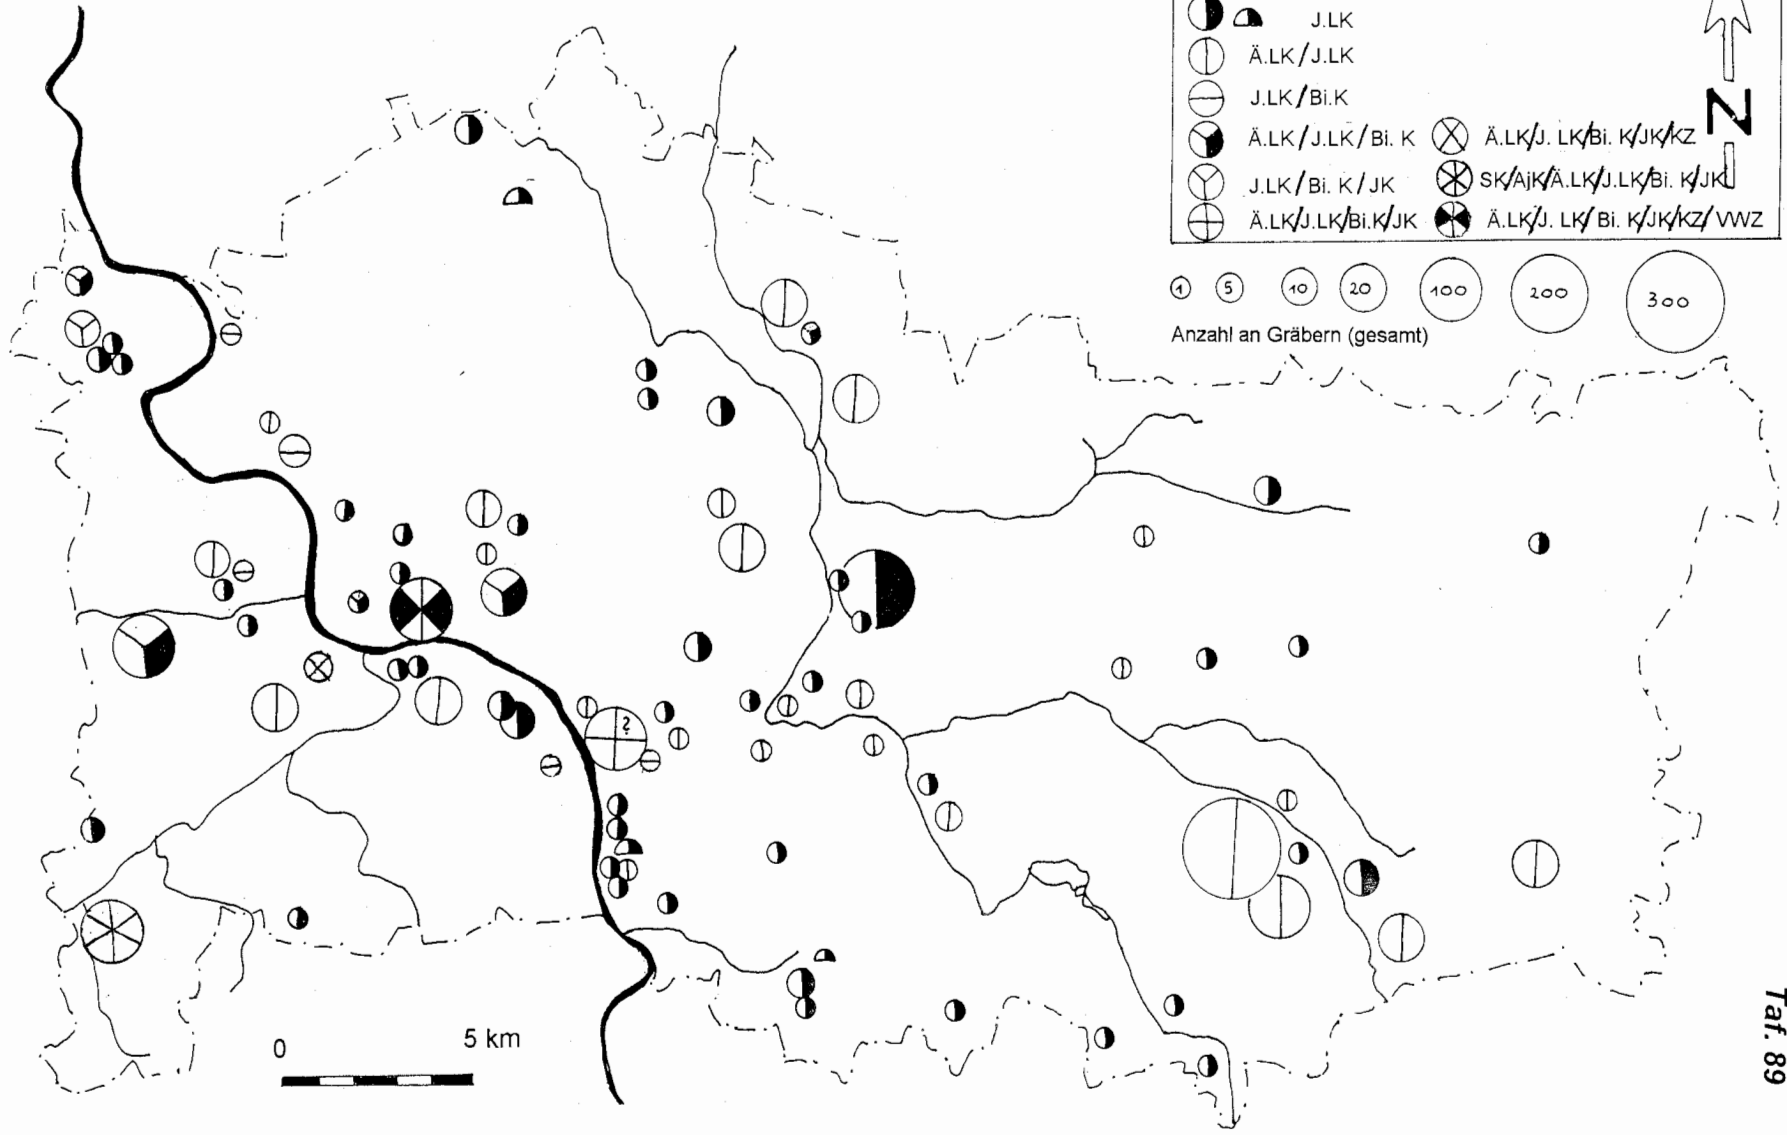 J.LK
Ä.LK/J.LK
J.LK/Bi.K
Ä.LK/J.LK/Bi. K
J.LK/Bi. K/JK
Ä.LK/J.LK/Bi.K/JK
Ä.LK/J. LK/Bi. K/JK/KZ
SK/AjK/Ä.LK/J.LK/Bi. K/JK
Ä.LK/J. LK/Bi. K/JK/KZ/VWZ
N
1 5 10 20 100 200 300
Anzahl an Gräbern (gesamt)
?
0 5 km
Taf. 89